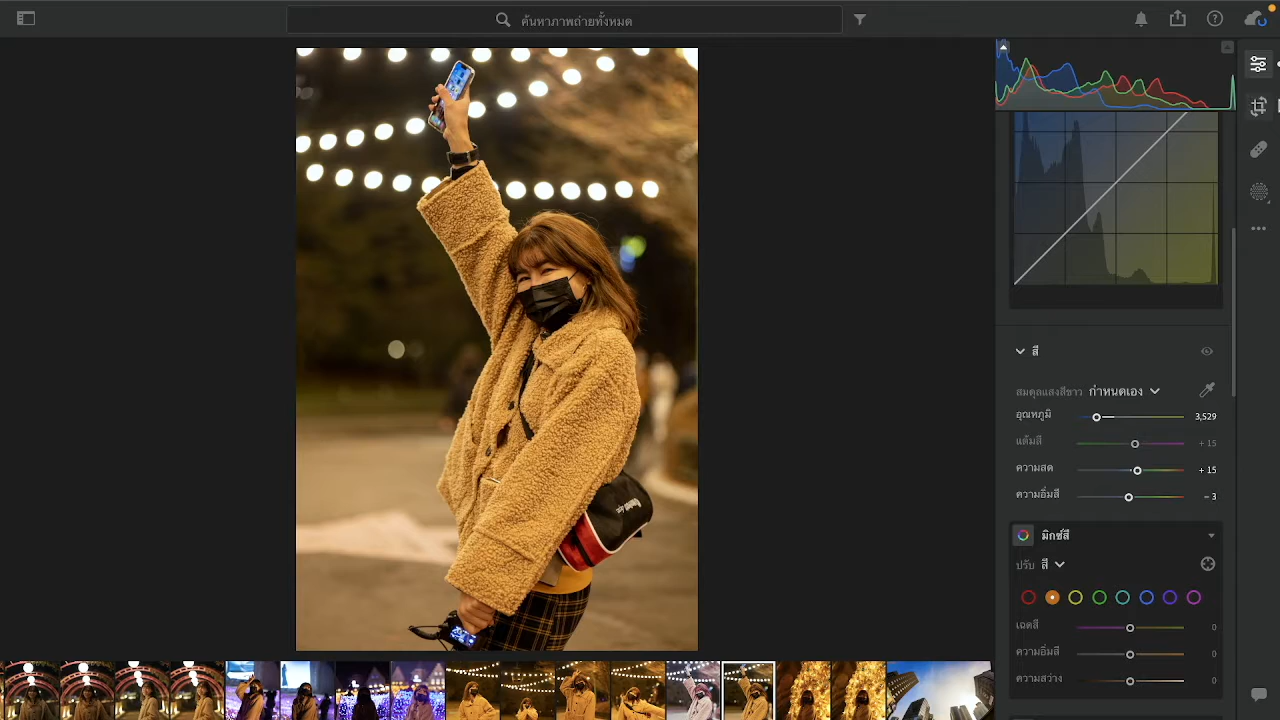 ค้นหาภาพถ่ายทั้งหมด
สี
สมดุลแสงสีขาว กำหนดเอง
อุณหภูมิ 3,529
แต้มสี + 15
ความสด + 15
ความอิ่มสี − 3
มิกซ์สี
ปรับ สี
เฉดสี 0
ความอิ่มสี 0
ความสว่าง 0